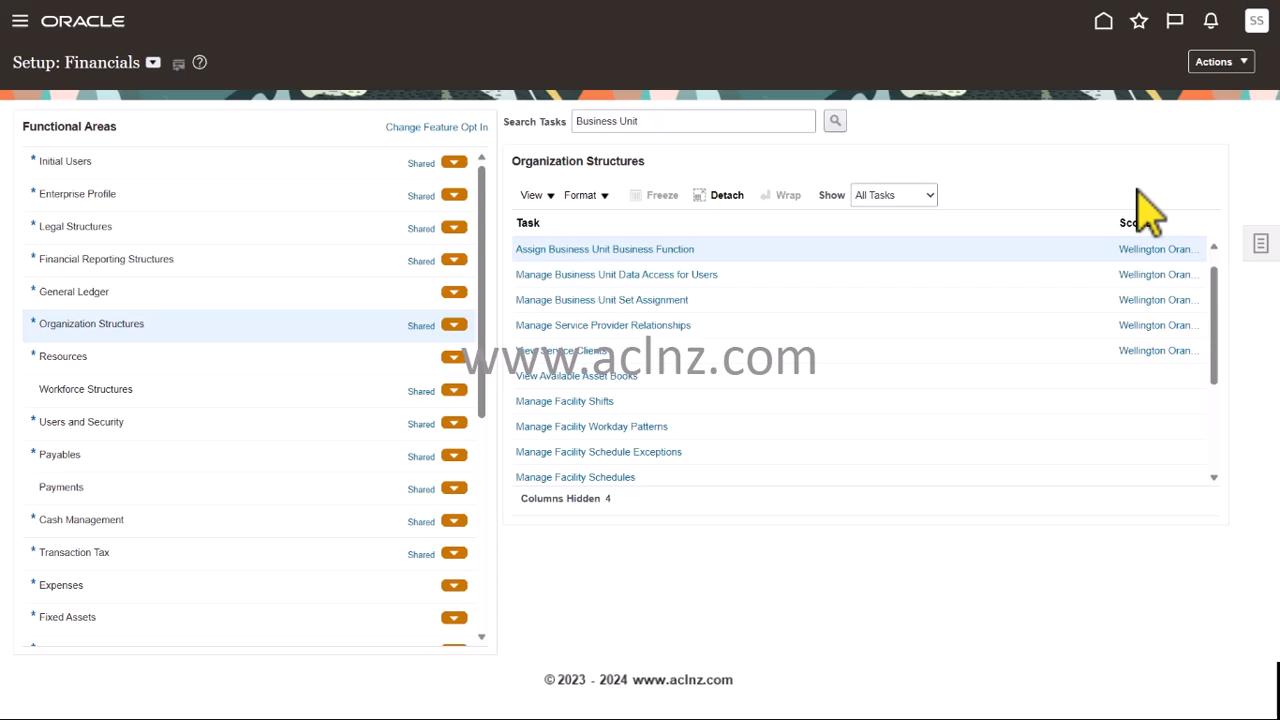 ORACLE
SS
Setup: Financials
Actions
Functional Areas
Change Feature Opt In
* Initial Users Shared
* Enterprise Profile Shared
* Legal Structures Shared
* Financial Reporting Structures Shared
* General Ledger
* Organization Structures Shared
* Resources
Workforce Structures Shared
* Users and Security Shared
* Payables Shared
Payments Shared
* Cash Management Shared
* Transaction Tax Shared
* Expenses
* Fixed Assets
Search Tasks Business Unit
Organization Structures
View Format Freeze Detach Wrap Show All Tasks
Task
Assign Business Unit Business Function Wellington Oran...
Manage Business Unit Data Access for Users Wellington Oran...
Manage Business Unit Set Assignment Wellington Oran...
Manage Service Provider Relationships Wellington Oran...
View Service Clients Wellington Oran...
www.aclnz.com
View Available Asset Books
Manage Facility Shifts
Manage Facility Workday Patterns
Manage Facility Schedule Exceptions
Manage Facility Schedules
Columns Hidden 4
© 2023 - 2024 www.aclnz.com